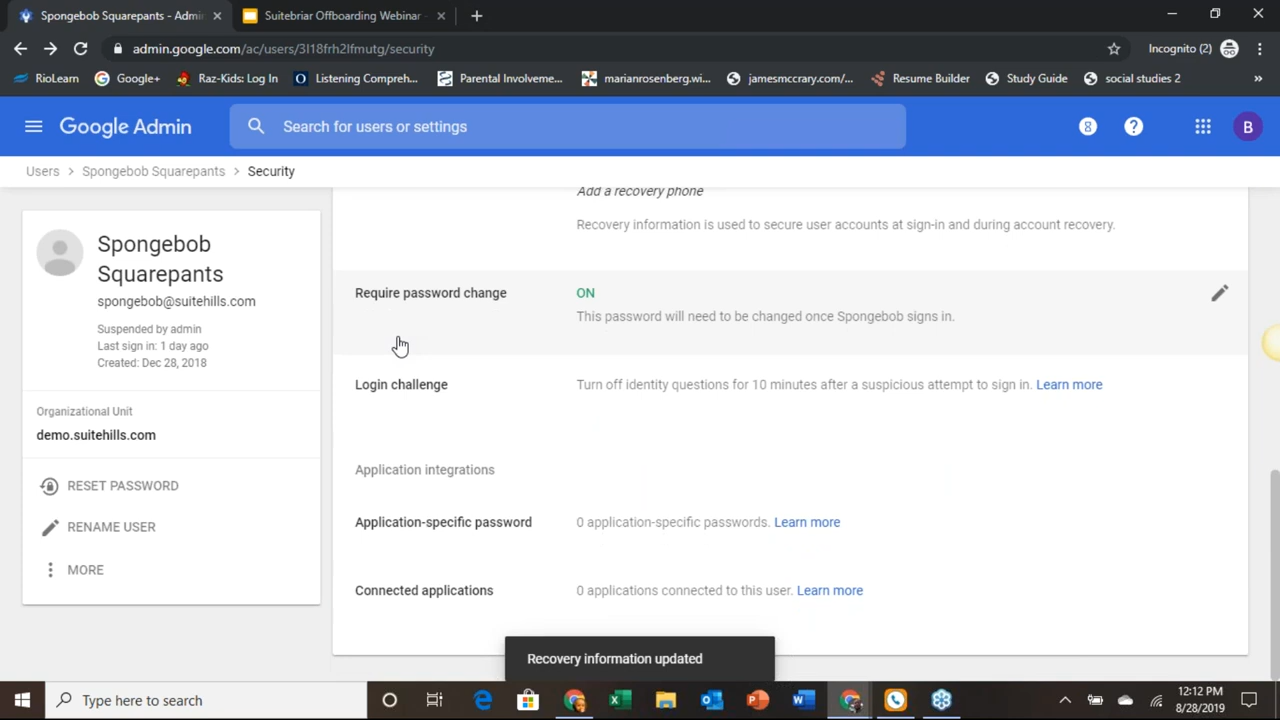 Spongebob Squarepants - Admin
Suitebriar Offboarding Webinar -
admin.google.com/ac/users/3l18frh2lfmutg/security
Incognito (2)
RioLearn
Google+
Raz-Kids: Log In
Listening Compreh...
Parental Involveme...
marianrosenberg.wi...
jamesmccrary.com/...
Resume Builder
Study Guide
social studies 2
»
Google Admin
Search for users or settings
8
?
B
Users > Spongebob Squarepants > Security
Spongebob
Squarepants
spongebob@suitehills.com
Suspended by admin
Last sign in: 1 day ago
Created: Dec 28, 2018
Organizational Unit
demo.suitehills.com
RESET PASSWORD
RENAME USER
MORE
Add a recovery phone
Recovery information is used to secure user accounts at sign-in and during account recovery.
Require password change
ON
This password will need to be changed once Spongebob signs in.
Login challenge
Turn off identity questions for 10 minutes after a suspicious attempt to sign in. Learn more
Application integrations
Application-specific password
0 application-specific passwords. Learn more
Connected applications
0 applications connected to this user. Learn more
Recovery information updated
Type here to search
12:12 PM
8/28/2019